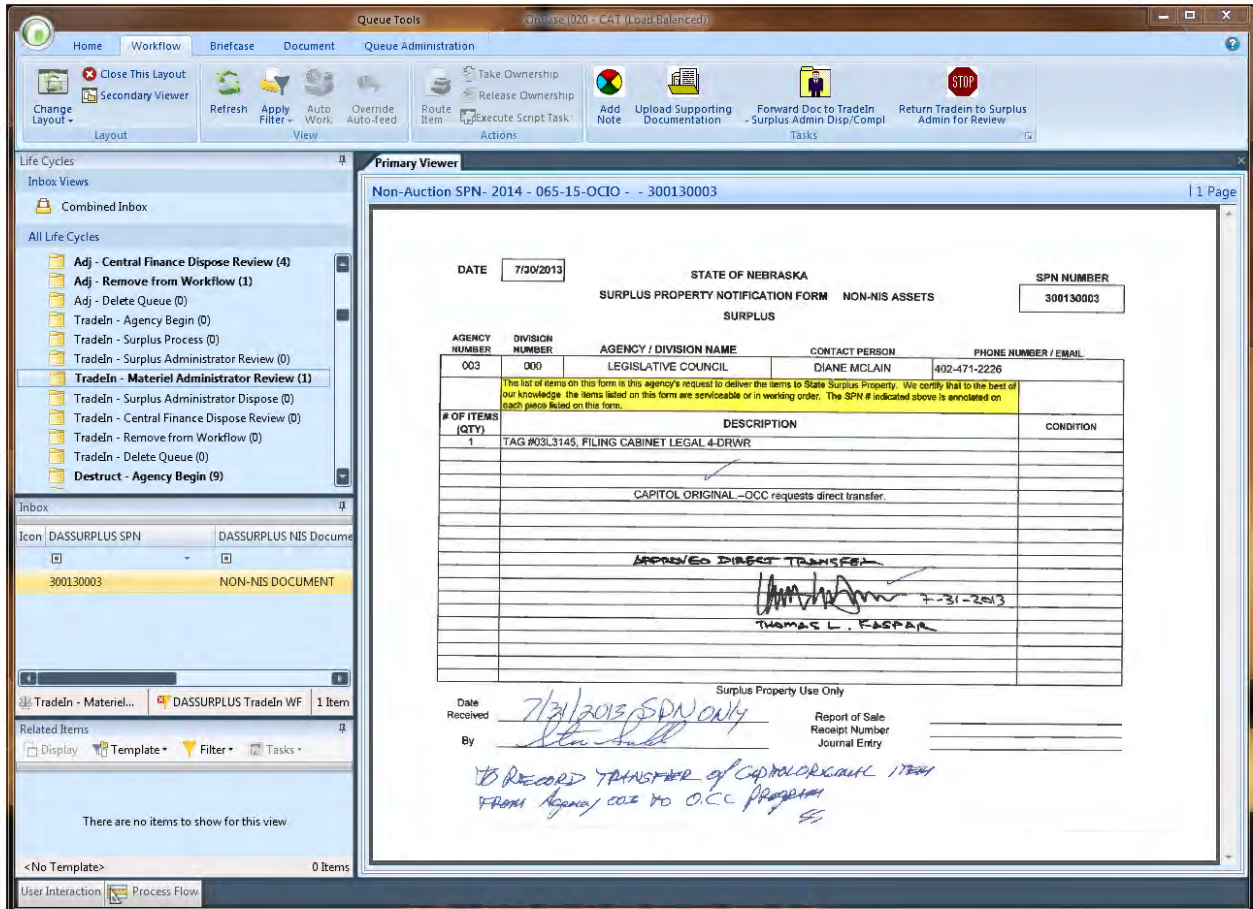 Queue Tools
OnBase (020 - CAT (Load Balanced))
Home Workflow Briefcase Document Queue Administration
Close This Layout
Secondary Viewer
Change Layout
Refresh
Apply Filter
Auto Work
Override Auto-feed
Route Item
Take Ownership
Release Ownership
Execute Script Task
Add Note
Upload Supporting Documentation
Forward Doc to TradeIn - Surplus Admin Disp/Compl
STOP
Return Tradein to Surplus Admin for Review
Layout View Actions Tasks
Life Cycles
Inbox Views
Combined Inbox
All Life Cycles
Adj - Central Finance Dispose Review (4)
Adj - Remove from Workflow (1)
Adj - Delete Queue (0)
TradeIn - Agency Begin (0)
TradeIn - Surplus Process (0)
TradeIn - Surplus Administrator Review (0)
TradeIn - Materiel Administrator Review (1)
TradeIn - Surplus Administrator Dispose (0)
TradeIn - Central Finance Dispose Review (0)
TradeIn - Remove from Workflow (0)
TradeIn - Delete Queue (0)
Destruct - Agency Begin (9)
Inbox
Icon DASSURPLUS SPN DASSURPLUS NIS Docume
300130003 NON-NIS DOCUMENT
TradeIn - Materiel... DASSURPLUS TradeIn WF 1 Item
Related Items
Display Template Filter Tasks
There are no items to show for this view
<No Template> 0 Items
User Interaction Process Flow
Primary Viewer
Non-Auction SPN- 2014 - 065-15-OCIO - - 300130003 | 1 Page
DATE 7/30/2013
STATE OF NEBRASKA
SURPLUS PROPERTY NOTIFICATION FORM NON-NIS ASSETS
SURPLUS
SPN NUMBER
300130003
AGENCY NUMBER DIVISION NUMBER AGENCY / DIVISION NAME CONTACT PERSON PHONE NUMBER / EMAIL
003 000 LEGISLATIVE COUNCIL DIANE MCLAIN 402-471-2226
The list of items on this form is this agency's request to deliver the items to State Surplus Property. We certify that to the best of
our knowledge the items listed on this form are serviceable or in working order. The SPN # indicated above is annotated on
each piece listed on this form.
# OF ITEMS (QTY) DESCRIPTION CONDITION
1 TAG #03L3145, FILING CABINET LEGAL 4-DRWR
CAPITOL ORIGINAL.--OCC requests direct transfer.
APPROVED DIRECT TRANSFER
7-31-2013
THOMAS L. FASPAR
Surplus Property Use Only
Date Received 7/31/2013 SPN ONLY
By
Report of Sale
Receipt Number
Journal Entry
TO RECORD TRANSFER of CAPITOL ORIGINAL ITEM
FROM Agency 003 TO O.C.C PROGRAM